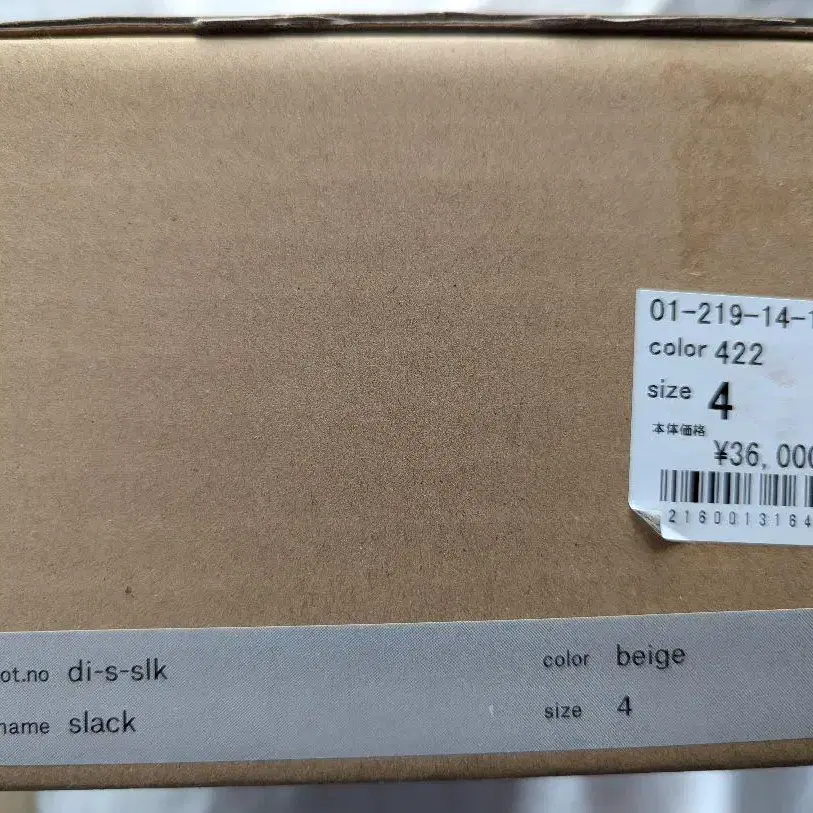 01-219-14-1
color 422
size 4
本体価格
¥36,000
2160013164
ot.no di-s-slk
name slack
color beige
size 4